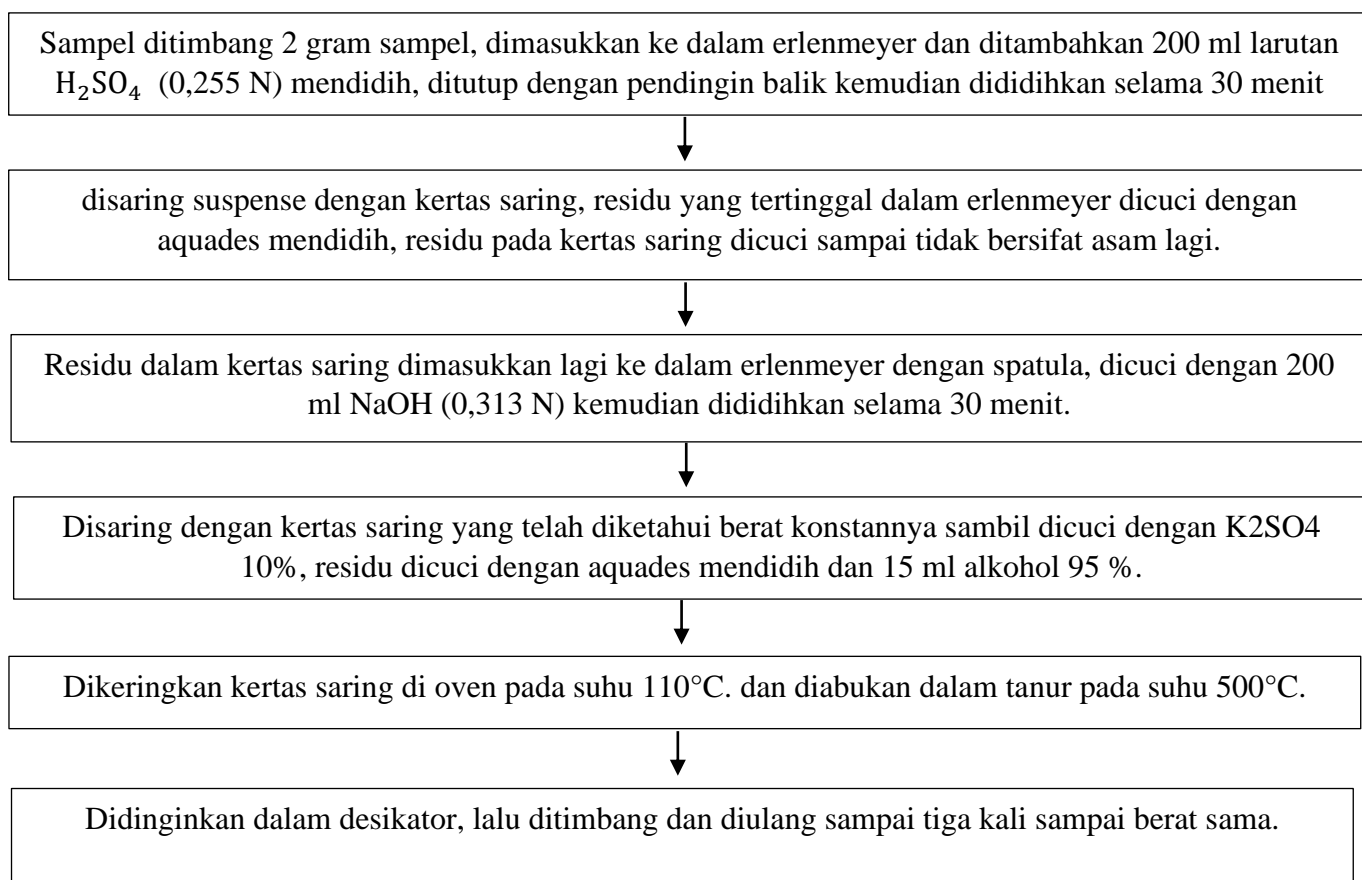 Sampel ditimbang 2 gram sampel, dimasukkan ke dalam erlenmeyer dan ditambahkan 200 ml larutan
H₂SO₄ (0,255 N) mendidih, ditutup dengan pendingin balik kemudian dididihkan selama 30 menit
disaring suspense dengan kertas saring, residu yang tertinggal dalam erlenmeyer dicuci dengan
aquades mendidih, residu pada kertas saring dicuci sampai tidak bersifat asam lagi.
Residu dalam kertas saring dimasukkan lagi ke dalam erlenmeyer dengan spatula, dicuci dengan 200
ml NaOH (0,313 N) kemudian dididihkan selama 30 menit.
Disaring dengan kertas saring yang telah diketahui berat konstannya sambil dicuci dengan K2SO4
10%, residu dicuci dengan aquades mendidih dan 15 ml alkohol 95 %.
Dikeringkan kertas saring di oven pada suhu 110°C. dan diabukan dalam tanur pada suhu 500°C.
Didinginkan dalam desikator, lalu ditimbang dan diulang sampai tiga kali sampai berat sama.